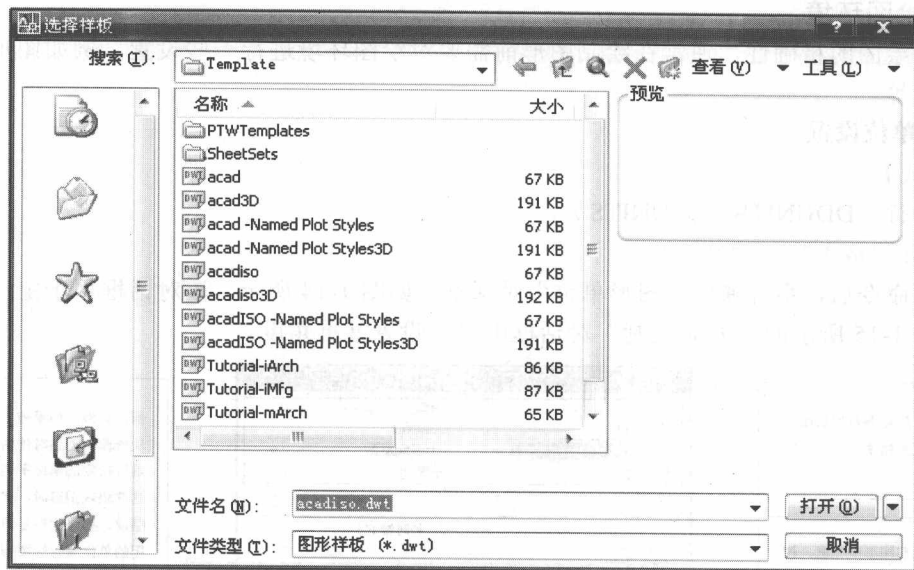 选择样板
搜索(I):
Template
查看(V)
工具(L)
名称
大小
预览
PTWTemplates
SheetSets
acad 67 KB
acad3D 191 KB
acad -Named Plot Styles 67 KB
acad -Named Plot Styles3D 191 KB
acadiso 67 KB
acadiso3D 192 KB
acadISO -Named Plot Styles 67 KB
acadISO -Named Plot Styles3D 191 KB
Tutorial-iArch 86 KB
Tutorial-iMfg 87 KB
Tutorial-mArch 65 KB
文件名(N):
acadiso.dwt
打开(O)
文件类型(T):
图形样板 (*.dwt)
取消